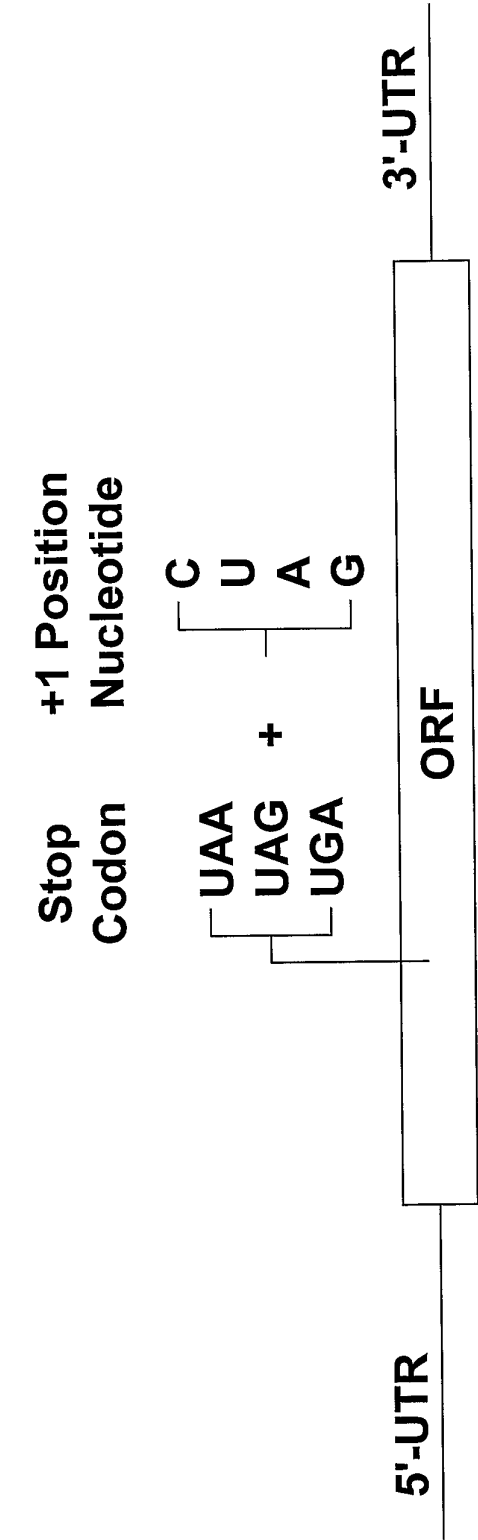 Stop
Codon
+1 Position
Nucleotide
UAA
UAG
UGA
+
C
U
A
G
5'-UTR
ORF
3'-UTR